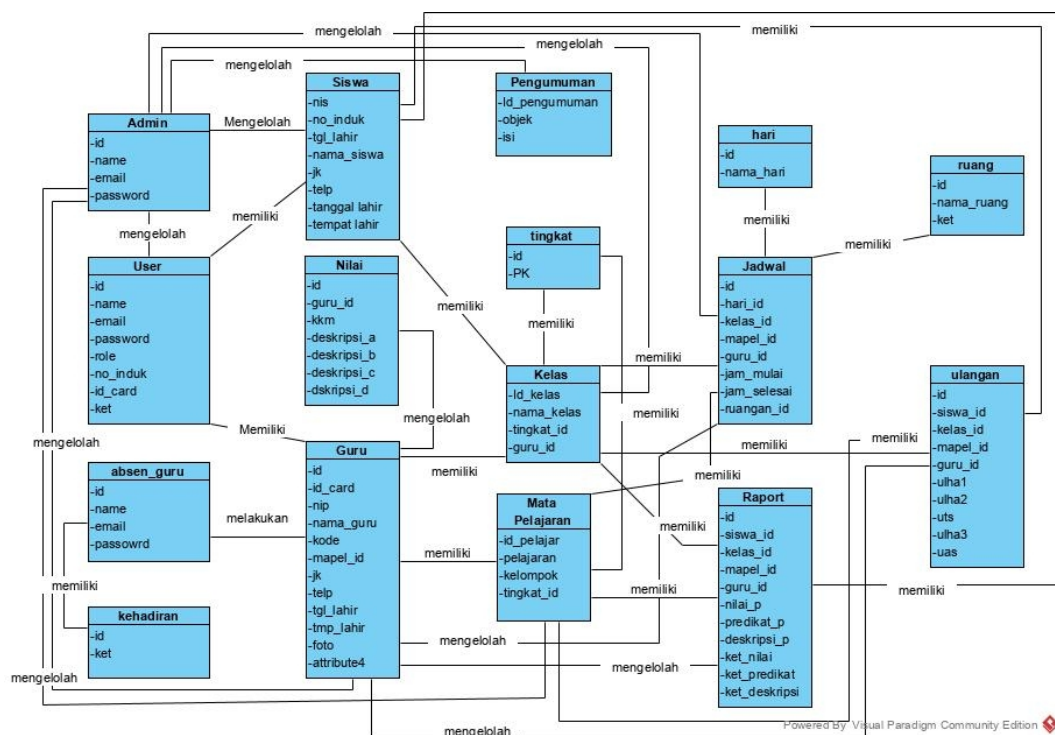 mengelolah
memiliki
mengelolah
mengelolah
Siswa
-nis
-no_induk
-tgl_lahir
-nama_siswa
-jk
-telp
-tanggal lahir
-tempat lahir
Pengumuman
-Id_pengumuman
-objek
-isi
Admin
-id
-name
-email
-password
Mengelolah
hari
-id
-nama_hari
ruang
-id
-nama_ruang
-ket
memiliki
memiliki
memiliki
mengelolah
tingkat
-id
-PK
User
-id
-name
-email
-password
-role
-no_induk
-id_card
-ket
Nilai
-id
-guru_id
-kkm
-deskripsi_a
-deskripsi_b
-deskripsi_c
-dskripsi_d
Jadwal
-id
-hari_id
-kelas_id
-mapel_id
-guru_id
-jam_mulai
-jam_selesai
-ruangan_id
memiliki
memiliki
memiliki
Kelas
-Id_kelas
-nama_kelas
-tingkat_id
-guru_id
ulangan
-id
-siswa_id
-kelas_id
-mapel_id
-guru_id
-ulha1
-ulha2
-uts
-ulha3
-uas
mengelolah
memiliki
Memiliki
mengelolah
memiliki
memiliki
memiliki
Guru
-id
-id_card
-nip
-nama_guru
-kode
-mapel_id
-jk
-telp
-tgl_lahir
-tmp_lahir
-foto
-attribute4
absen_guru
-id
-name
-email
-passowrd
melakukan
memiliki
Mata
Pelajaran
-id_pelajar
-pelajaran
-kelompok
-tingkat_id
memiliki
memiliki
Raport
-id
-siswa_id
-kelas_id
-mapel_id
-guru_id
-nilai_p
-predikat_p
-deskripsi_p
-ket_nilai
-ket_predikat
-ket_deskripsi
memiliki
memiliki
memiliki
kehadiran
-id
-ket
mengelolah
mengelolah
mengelolah
mengelolah
Powered By Visual Paradigm Community Edition